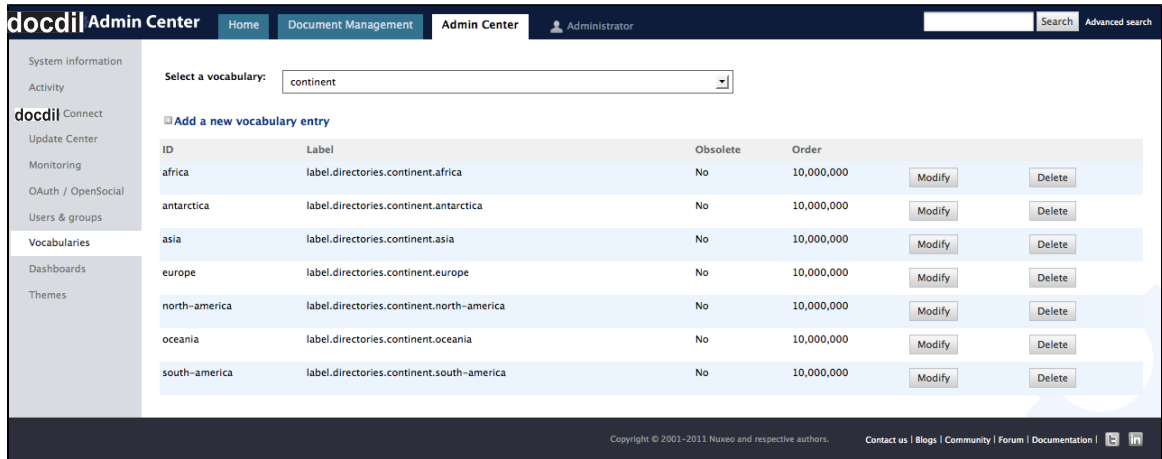 docdil Admin Center Home Document Management Admin Center Administrator Search Advanced search
System information
Activity
docdil Connect
Update Center
Monitoring
OAuth / OpenSocial
Users & groups
Vocabularies
Dashboards
Themes
Select a vocabulary: continent
Add a new vocabulary entry
ID Label Obsolete Order
africa label.directories.continent.africa No 10,000,000 Modify Delete
antarctica label.directories.continent.antarctica No 10,000,000 Modify Delete
asia label.directories.continent.asia No 10,000,000 Modify Delete
europe label.directories.continent.europe No 10,000,000 Modify Delete
north-america label.directories.continent.north-america No 10,000,000 Modify Delete
oceania label.directories.continent.oceania No 10,000,000 Modify Delete
south-america label.directories.continent.south-america No 10,000,000 Modify Delete
Copyright © 2001-2011 Nuxeo and respective authors. Contact us | Blogs | Community | Forum | Documentation | t in